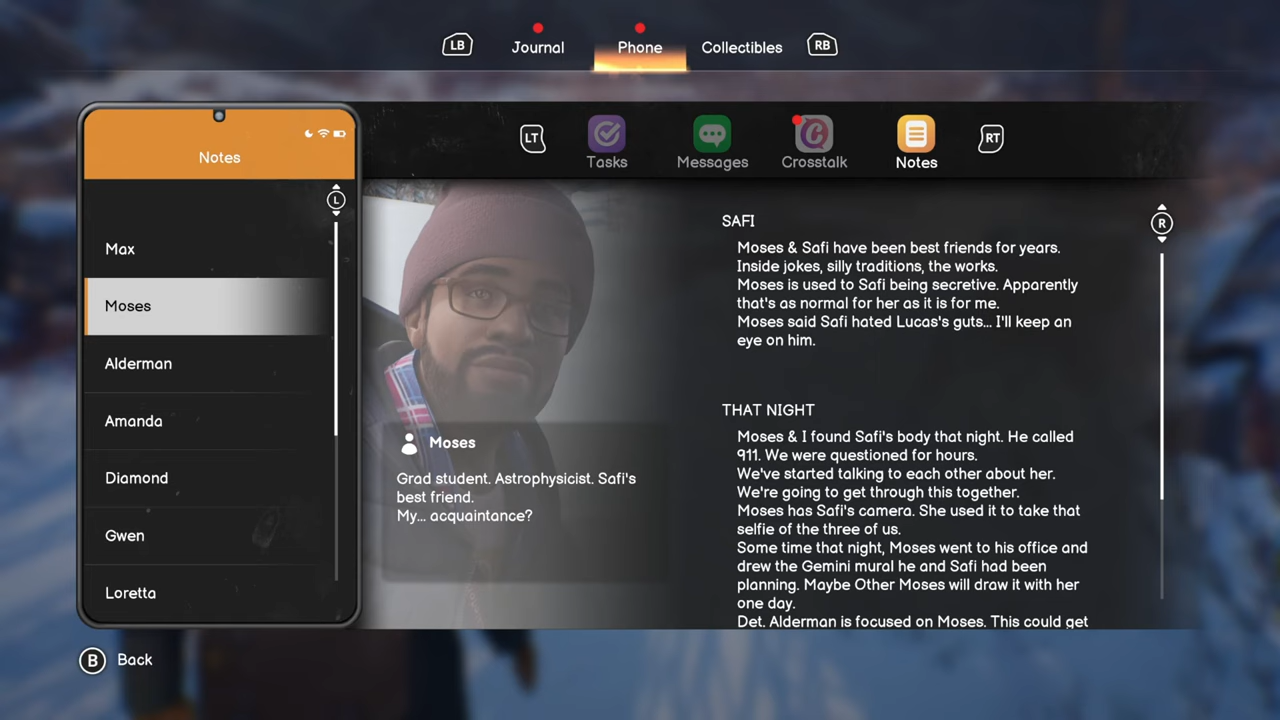 LB
Journal
Phone
Collectibles
RB
Notes
LT
Tasks
Messages
Crosstalk
Notes
RT
L
Max
Moses
Alderman
Amanda
Diamond
Gwen
Loretta
Moses
Grad student. Astrophysicist. Safi's
best friend.
My... acquaintance?
SAFI
Moses & Safi have been best friends for years.
Inside jokes, silly traditions, the works.
Moses is used to Safi being secretive. Apparently
that's as normal for her as it is for me.
Moses said Safi hated Lucas's guts... I'll keep an
eye on him.
THAT NIGHT
Moses & I found Safi's body that night. He called
911. We were questioned for hours.
We've started talking to each other about her.
We're going to get through this together.
Moses has Safi's camera. She used it to take that
selfie of the three of us.
Some time that night, Moses went to his office and
drew the Gemini mural he and Safi had been
planning. Maybe Other Moses will draw it with her
one day.
Det. Alderman is focused on Moses. This could get
R
B
Back